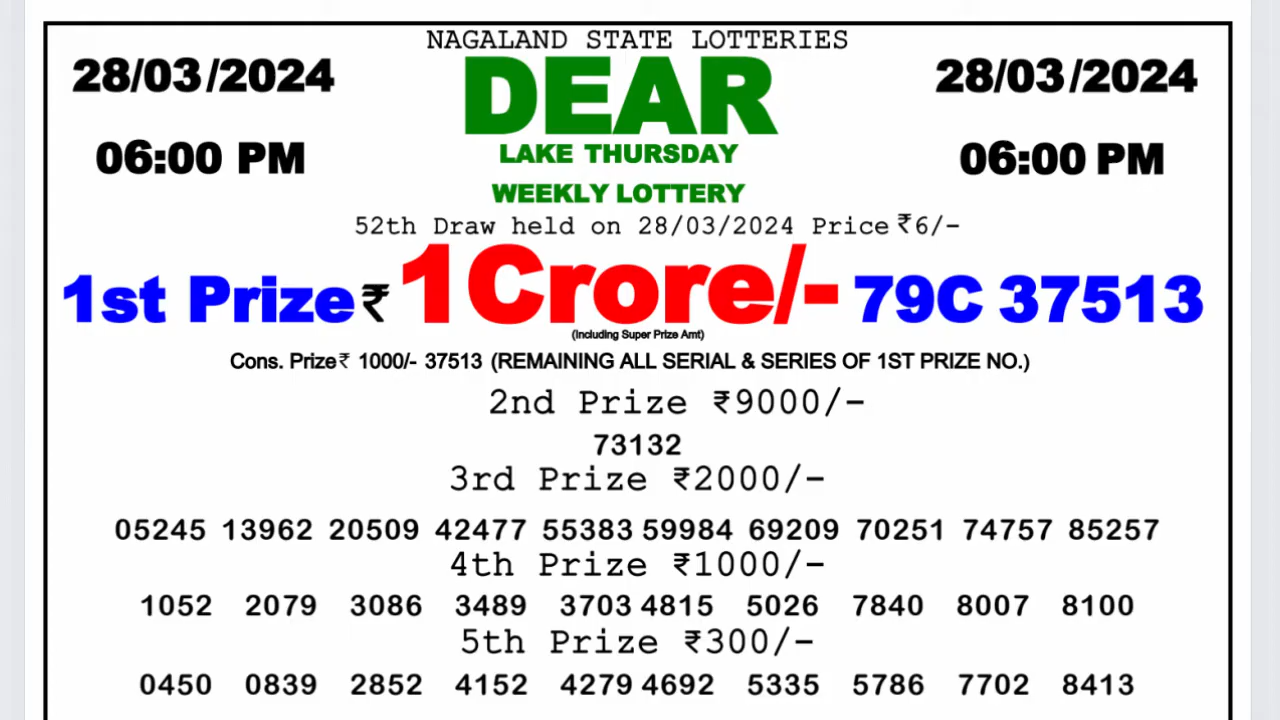 NAGALAND STATE LOTTERIES
28/03/2024 DEAR 28/03/2024
06:00 PM LAKE THURSDAY 06:00 PM
WEEKLY LOTTERY
52th Draw held on 28/03/2024 Price ₹6/-
1st Prize ₹ 1Crore/- 79C 37513
(Including Super Prize Amt)
Cons. Prize₹ 1000/- 37513 (REMAINING ALL SERIAL & SERIES OF 1ST PRIZE NO.)
2nd Prize ₹9000/-
73132
3rd Prize ₹2000/-
05245 13962 20509 42477 55383 59984 69209 70251 74757 85257
4th Prize ₹1000/-
1052 2079 3086 3489 3703 4815 5026 7840 8007 8100
5th Prize ₹300/-
0450 0839 2852 4152 4279 4692 5335 5786 7702 8413